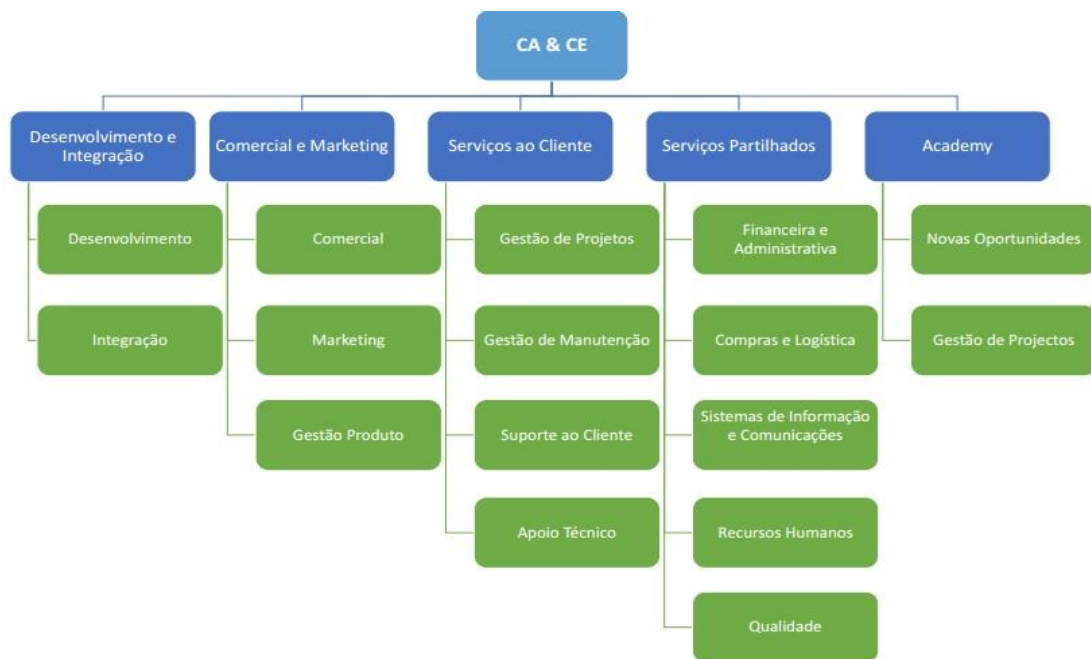 CA & CE
Desenvolvimento e
Integração
Comercial e Marketing
Serviços ao Cliente
Serviços Partilhados
Academy
Desenvolvimento
Comercial
Gestão de Projetos
Financeira e
Administrativa
Novas Oportunidades
Integração
Marketing
Gestão de Manutenção
Compras e Logística
Gestão de Projectos
Gestão Produto
Suporte ao Cliente
Sistemas de Informação
e Comunicações
Apoio Técnico
Recursos Humanos
Qualidade